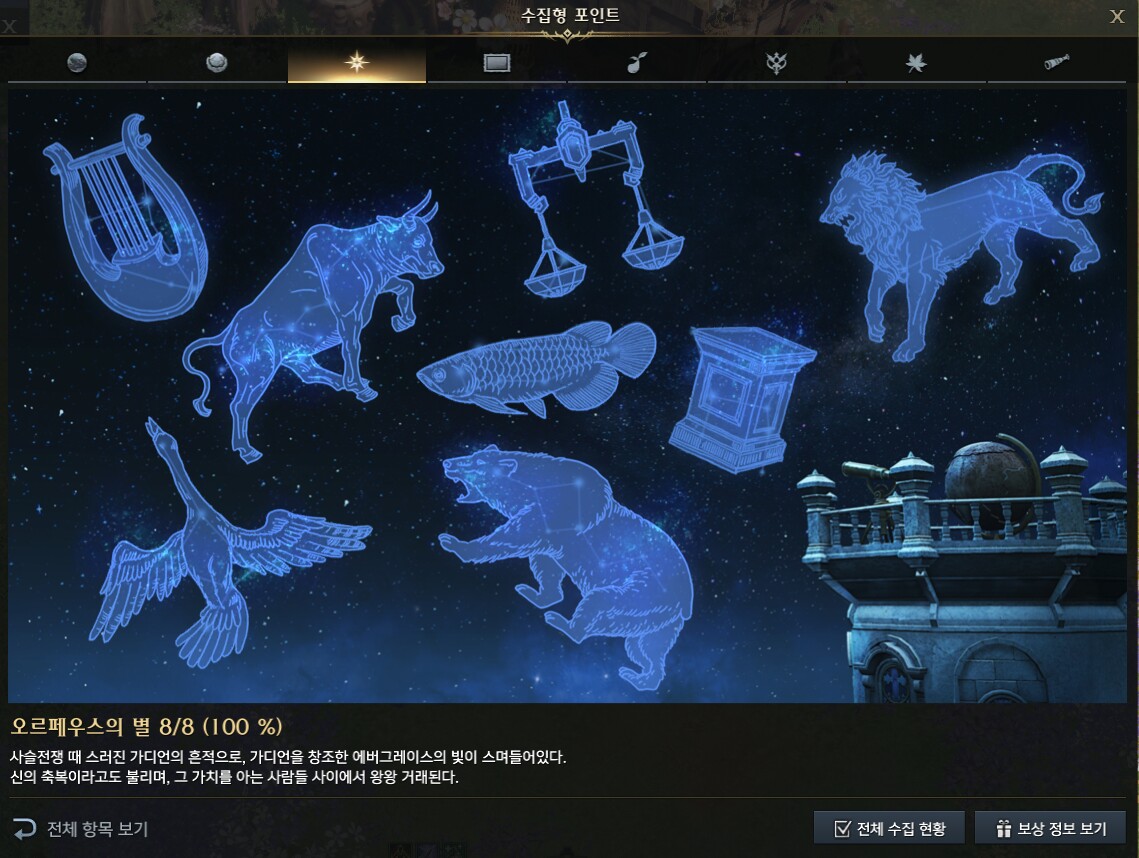 수집형 포인트
X
오르페우스의 별 8/8 (100 %)
사슬전쟁 때 스러진 가디언의 흔적으로, 가디언을 창조한 에버그레이스의 빛이 스며들어있다.
신의 축복이라고도 불리며, 그 가치를 아는 사람들 사이에서 왕왕 거래된다.
전체 항목 보기
전체 수집 현황
보상 정보 보기